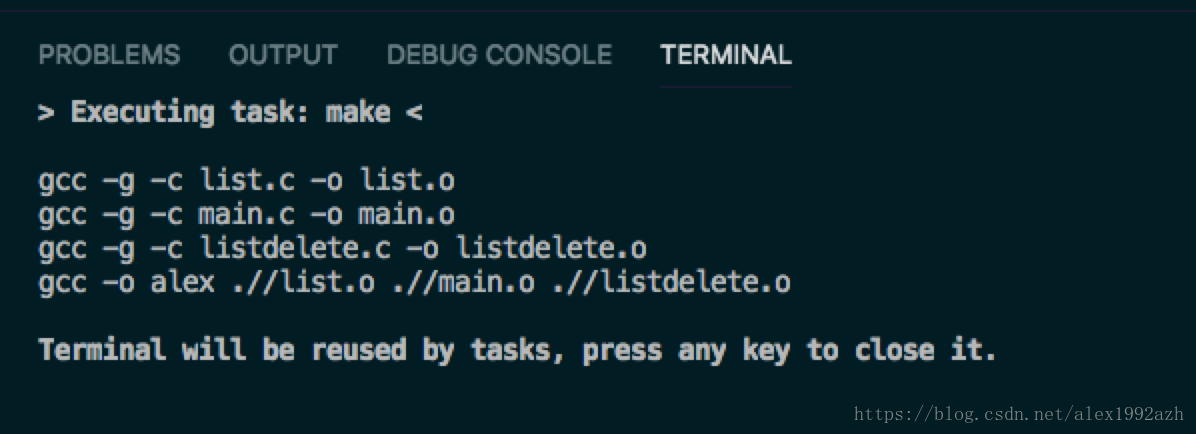 PROBLEMS OUTPUT DEBUG CONSOLE TERMINAL
> Executing task: make <
gcc -g -c list.c -o list.o
gcc -g -c main.c -o main.o
gcc -g -c listdelete.c -o listdelete.o
gcc -o alex .//list.o .//main.o .//listdelete.o
Terminal will be reused by tasks, press any key to close it.
https://blog.csdn.net/alex1992azh